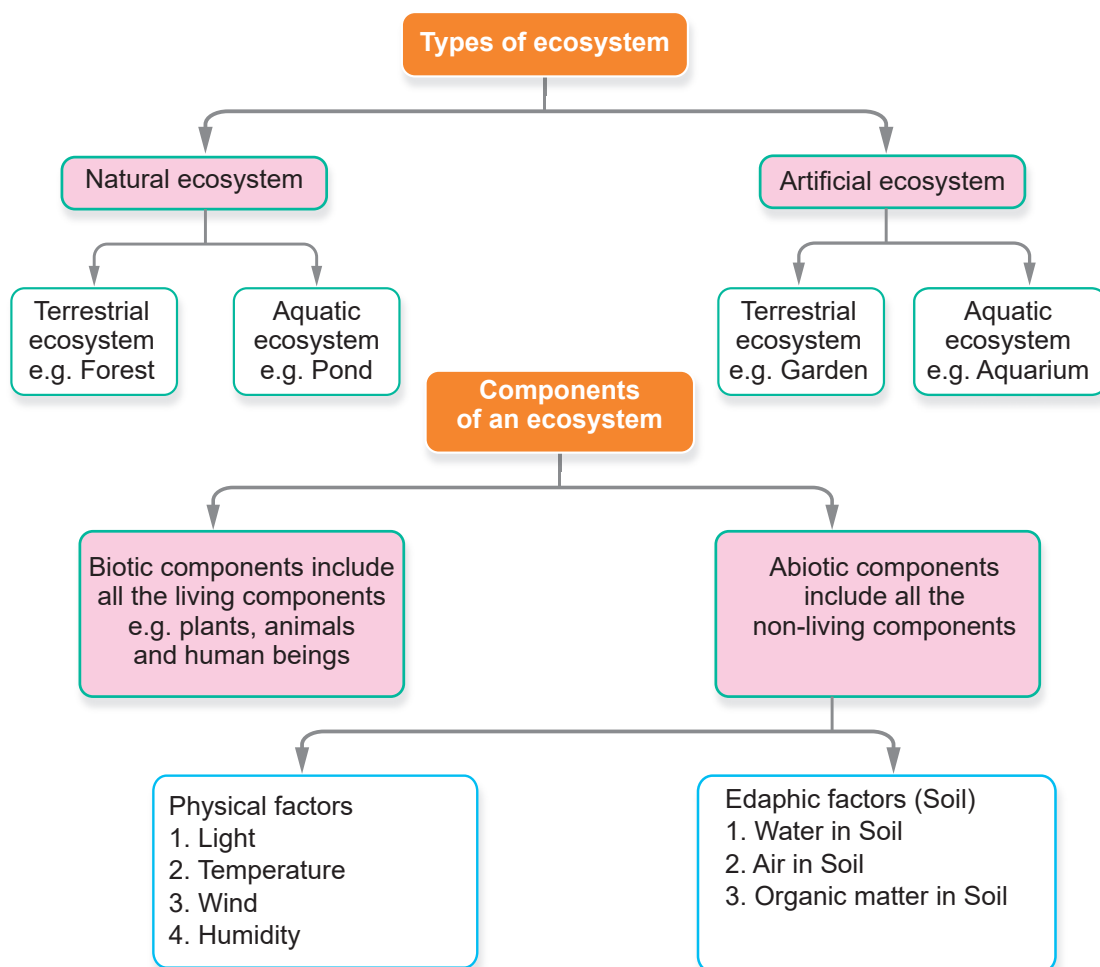 Types of ecosystem
Natural ecosystem
Artificial ecosystem
Terrestrial
ecosystem
e.g. Forest
Aquatic
ecosystem
e.g. Pond
Terrestrial
ecosystem
e.g. Garden
Aquatic
ecosystem
e.g. Aquarium
Components
of an ecosystem
Biotic components include
all the living components
e.g. plants, animals
and human beings
Abiotic components
include all the
non-living components
Physical factors
1. Light
2. Temperature
3. Wind
4. Humidity
Edaphic factors (Soil)
1. Water in Soil
2. Air in Soil
3. Organic matter in Soil